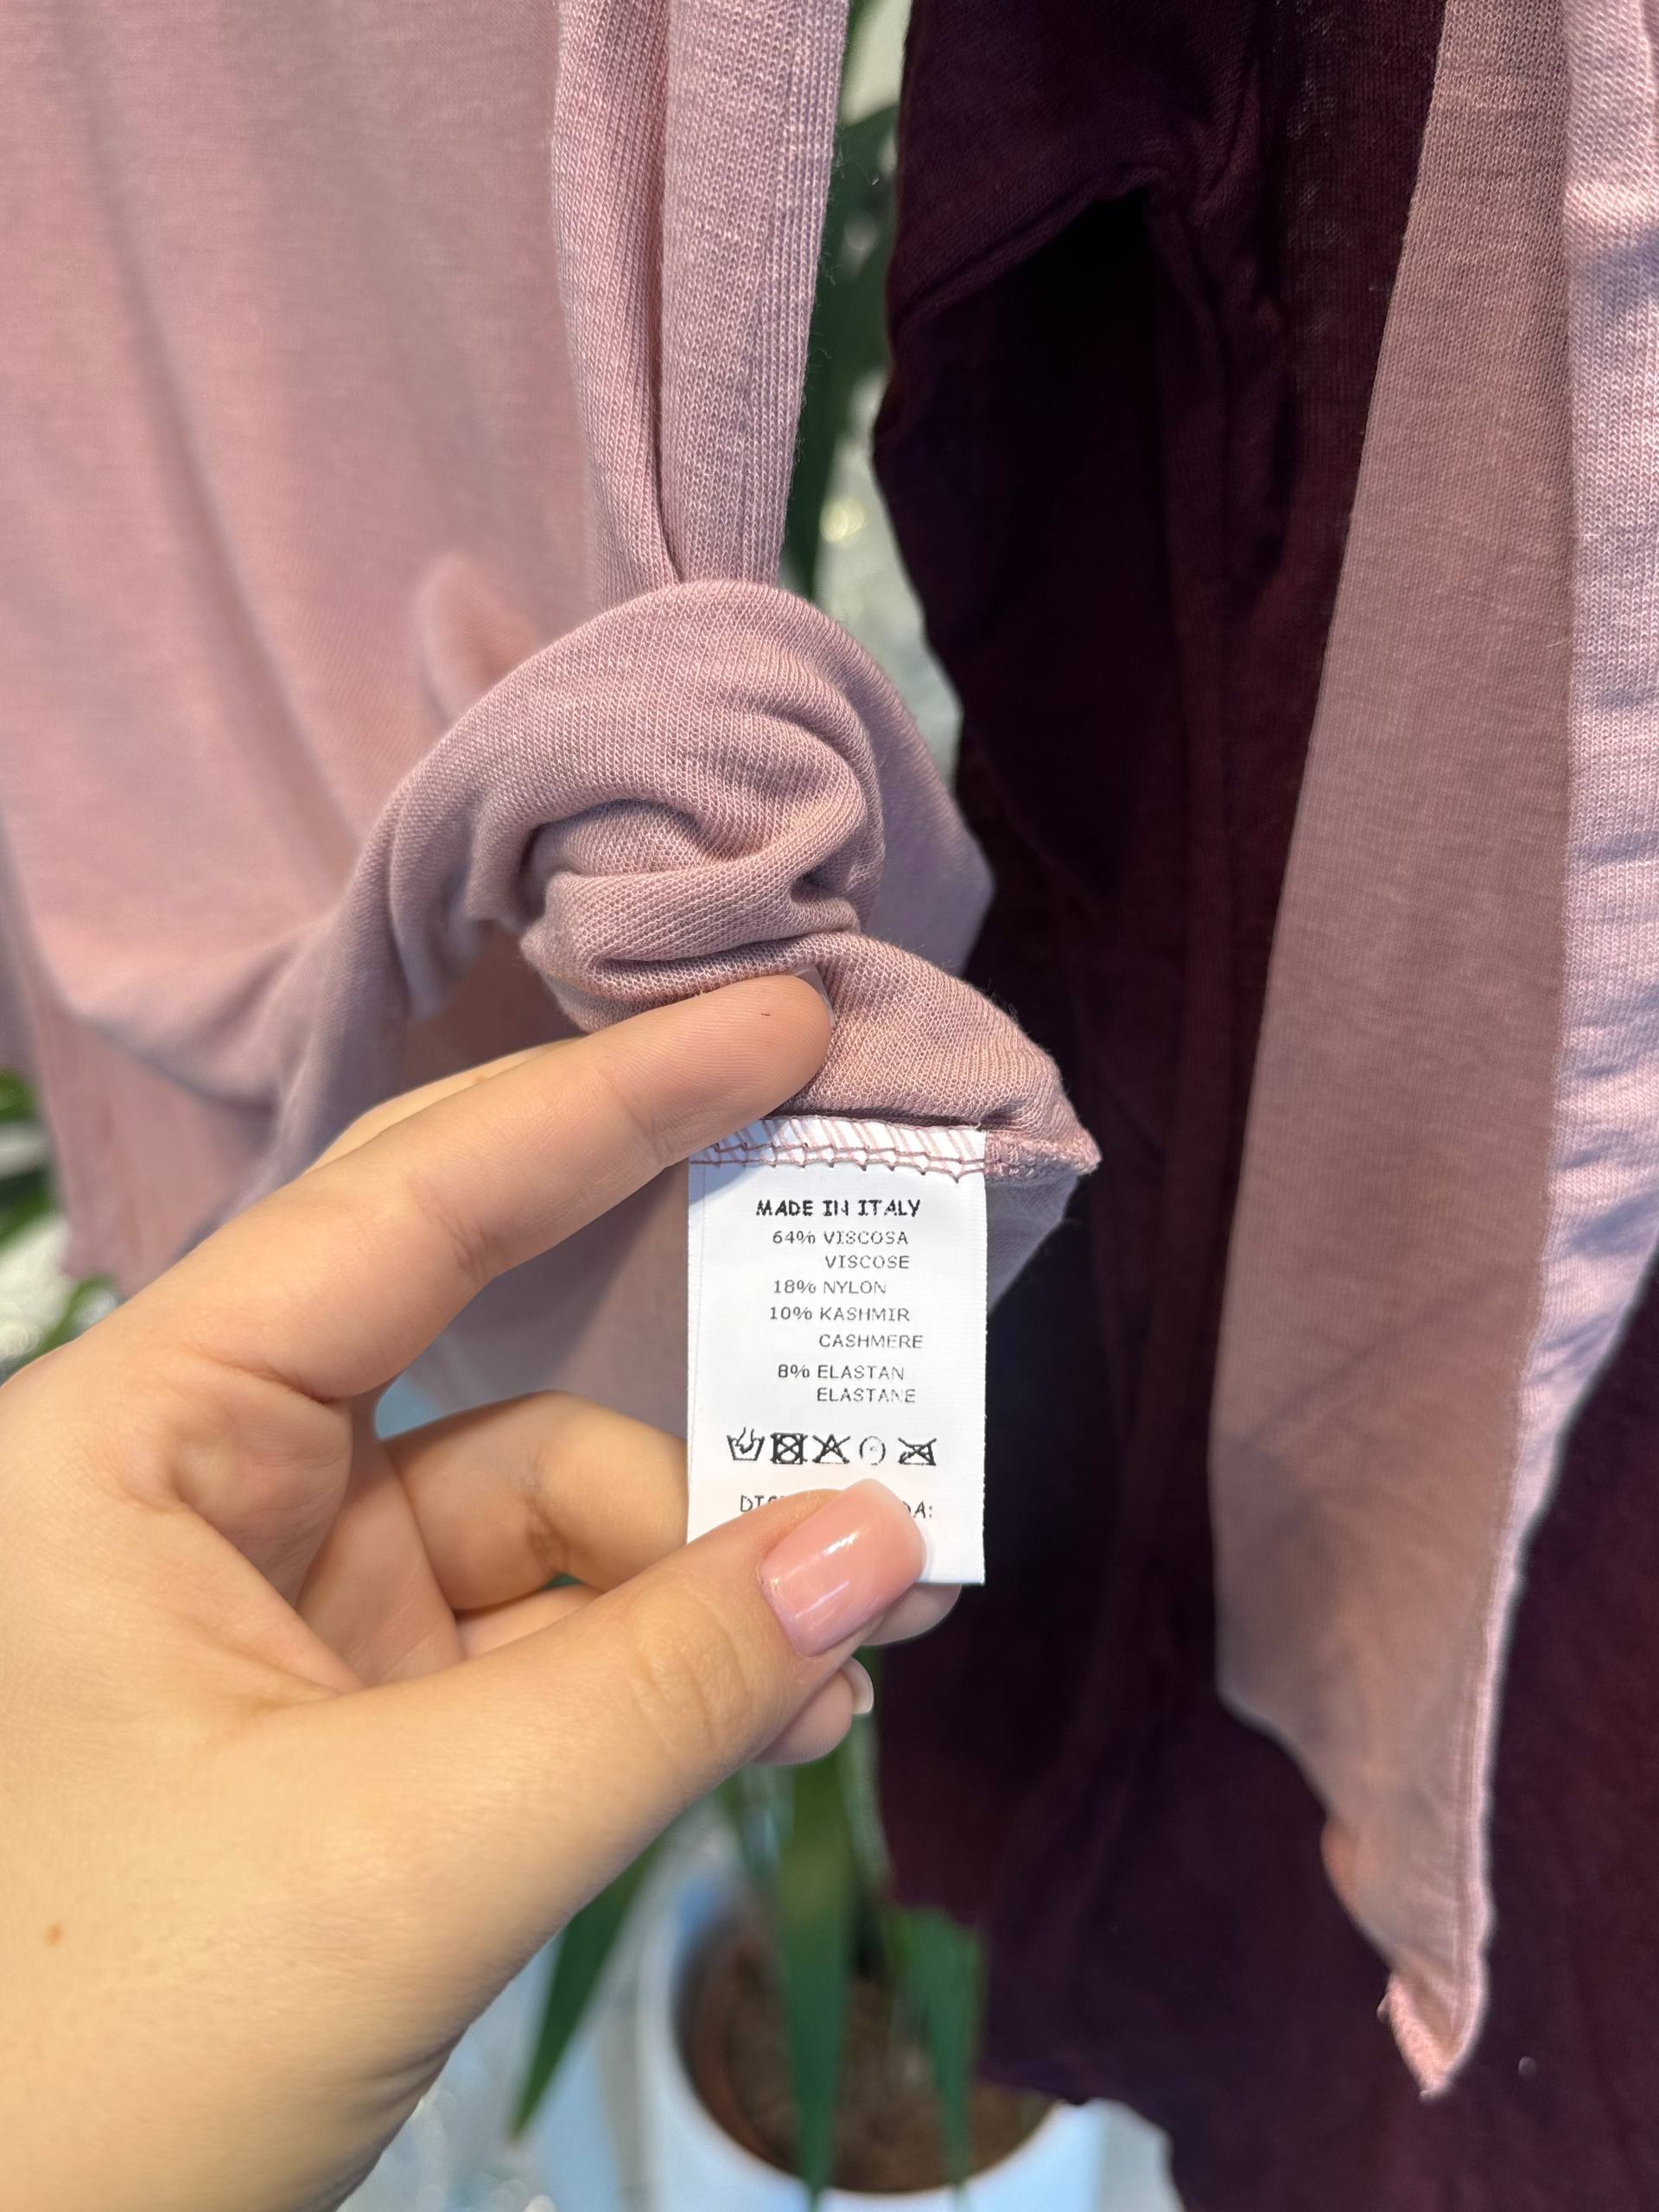 MADE IN ITALY
64% VISCOSA
VISCOSE
18% NYLON
10% KASHMIR
CASHMERE
8% ELASTAN
ELASTANE